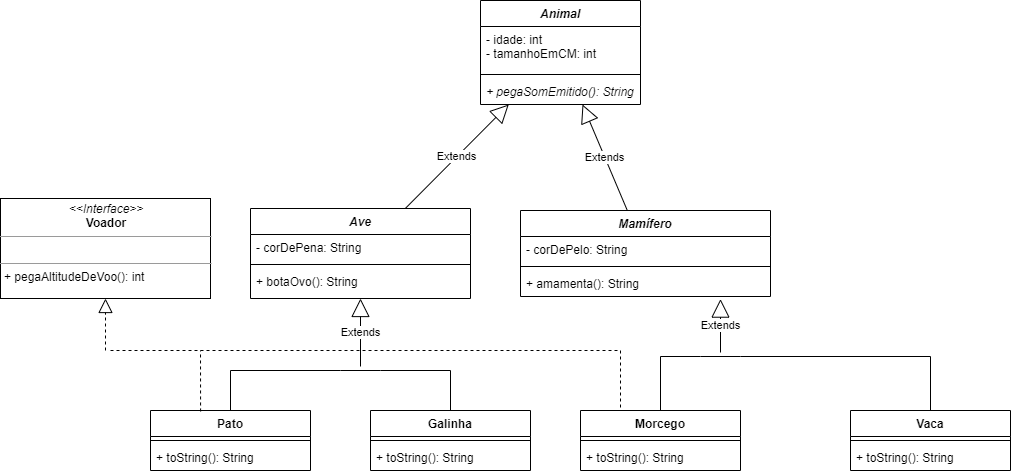 Animal
- idade: int
- tamanhoEmCM: int
+ pegaSomEmitido(): String
Extends
Extends
<<Interface>>
Voador
+ pegaAltitudeDeVoo(): int
Ave
- corDePena: String
+ botaOvo(): String
Mamífero
- corDePelo: String
+ amamenta(): String
Extends
Extends
Pato
+ toString(): String
Galinha
+ toString(): String
Morcego
+ toString(): String
Vaca
+ toString(): String